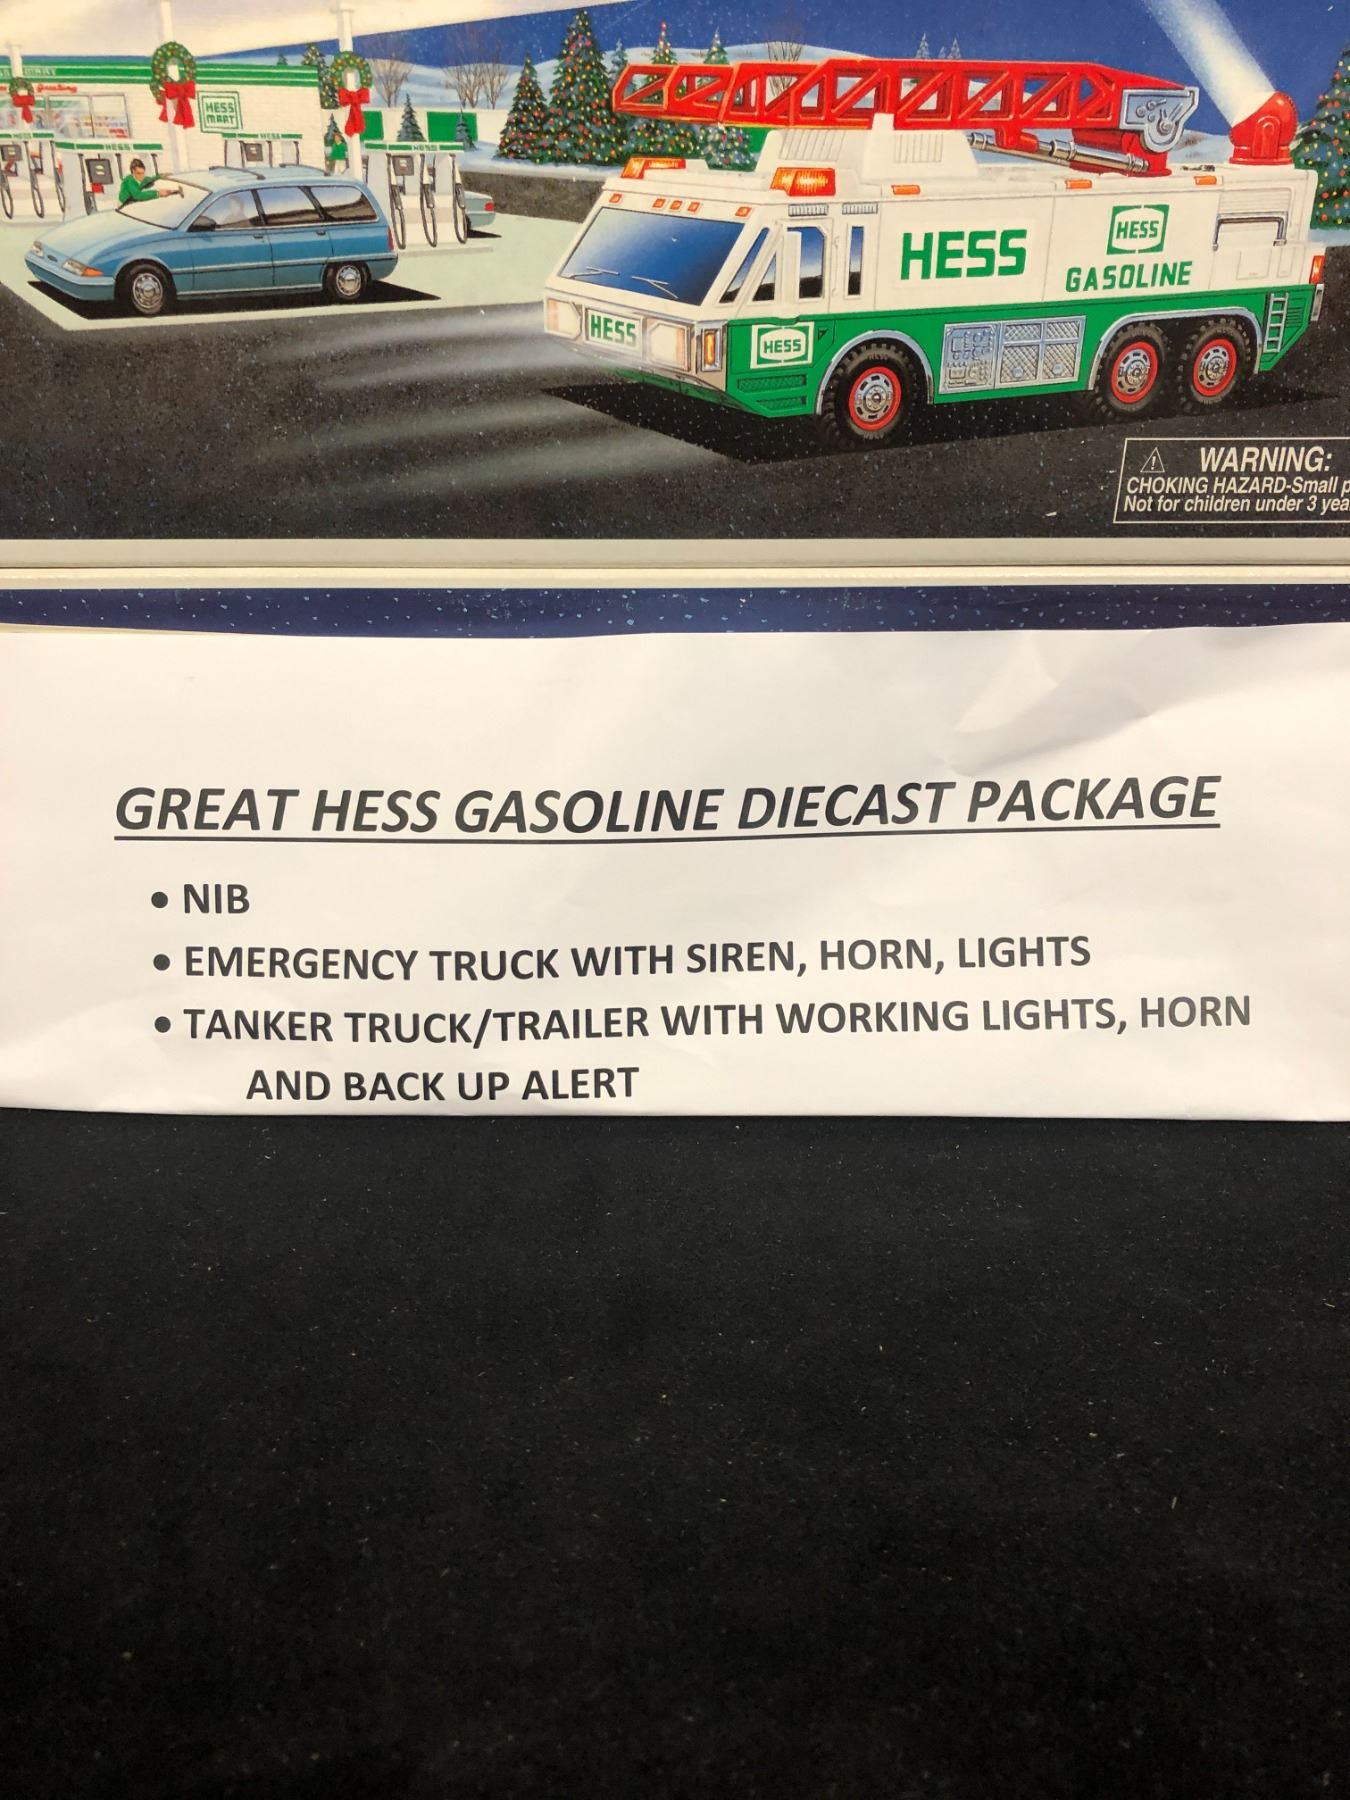 HESS
MART
HESS
HESS
HESS
HESS
GASOLINE
HESS
HESS
WARNING:
CHOKING HAZARD-Small
Not for children under 3
GREAT HESS GASOLINE DIECAST PACKAGE
• NIB
• EMERGENCY TRUCK WITH SIREN, HORN, LIGHTS
• TANKER TRUCK/TRAILER WITH WORKING LIGHTS, HORN
AND BACK UP ALERT